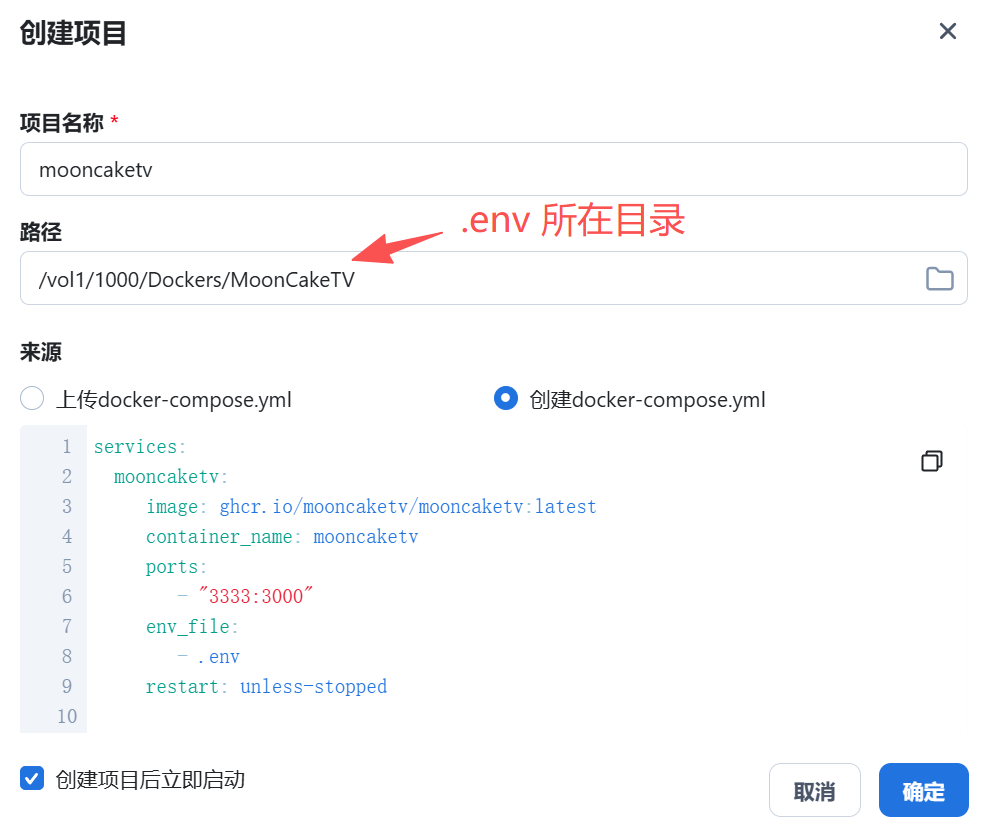 创建项目
项目名称 *
mooncaketv
.env 所在目录
路径
/vol1/1000/Dockers/MoonCakeTV
来源
上传docker-compose.yml
创建docker-compose.yml
1 services:
2   mooncaketv:
3     image: ghcr.io/mooncaketv/mooncaketv:latest
4     container_name: mooncaketv
5     ports:
6       - "3333:3000"
7     env_file:
8       - .env
9     restart: unless-stopped
10
创建项目后立即启动
取消
确定